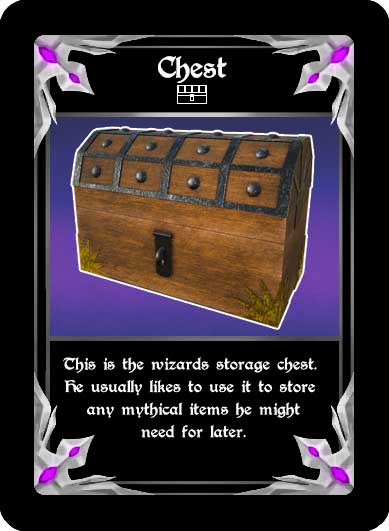 Chest
This is the wizards storage chest.
He usually likes to use it to store
any mythical items he might
need for later.